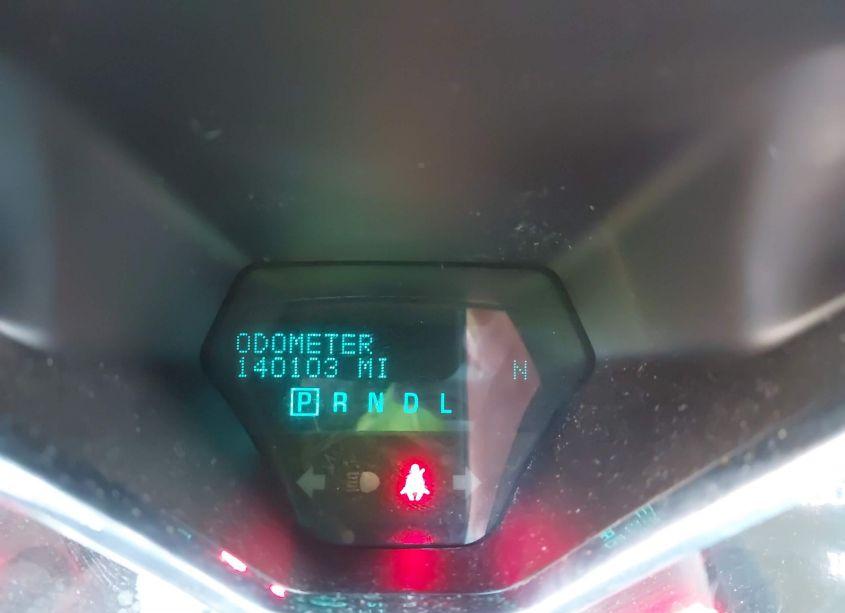 ODOMETER
140103 MI
N
P R N D L